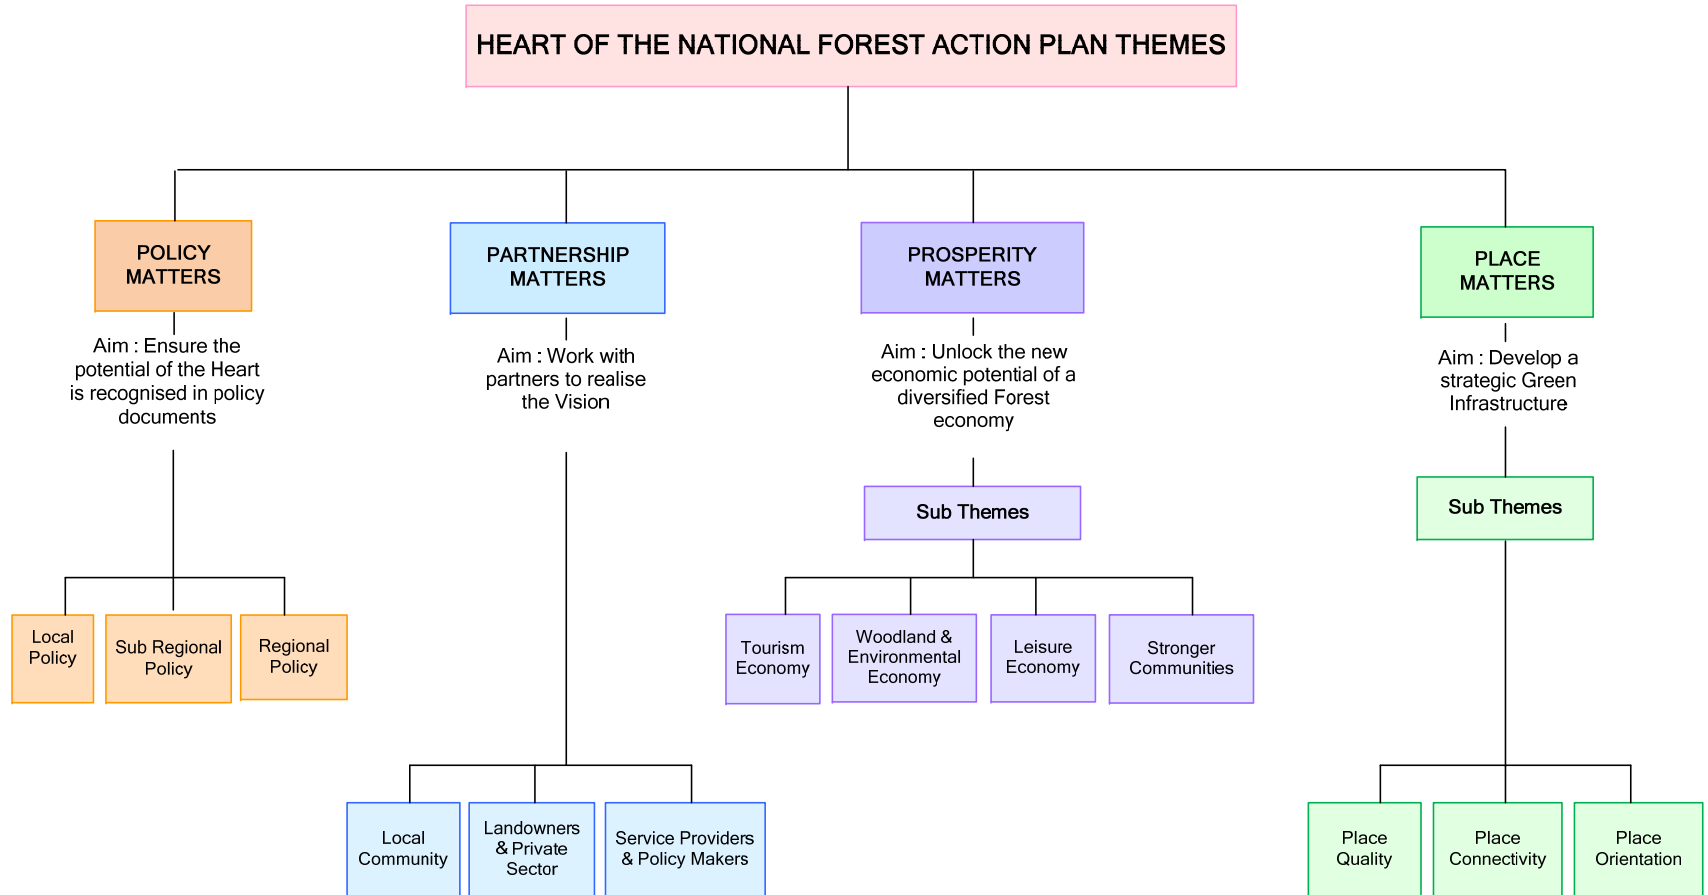 HEART OF THE NATIONAL FOREST ACTION PLAN THEMES
POLICY
MATTERS
Aim : Ensure the
potential of the Heart
is recognised in policy
documents
Local
Policy
Sub Regional
Policy
Regional
Policy
PARTNERSHIP
MATTERS
Aim : Work with
partners to realise
the Vision
Local
Community
Landowners
& Private
Sector
Service Providers
& Policy Makers
PROSPERITY
MATTERS
Aim : Unlock the new
economic potential of a
diversified Forest
economy
Sub Themes
Tourism
Economy
Woodland &
Environmental
Economy
Leisure
Economy
Stronger
Communities
PLACE
MATTERS
Aim : Develop a
strategic Green
Infrastructure
Sub Themes
Place
Quality
Place
Connectivity
Place
Orientation